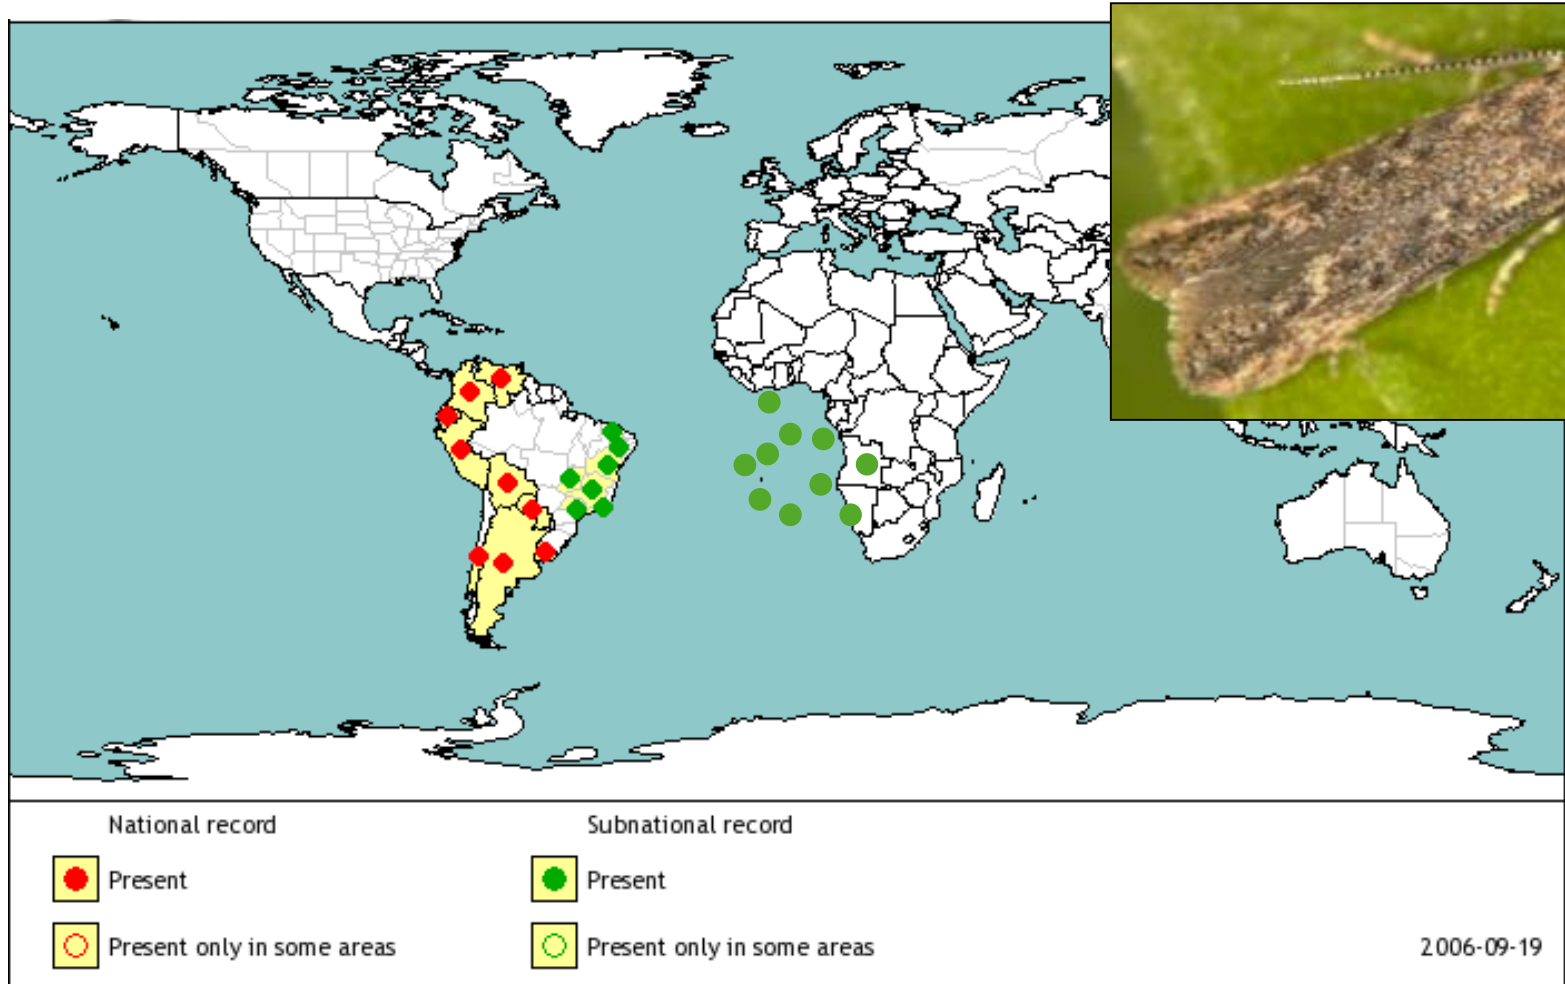 National record
Subnational record
Present
Present
Present only in some areas
Present only in some areas
2006-09-19